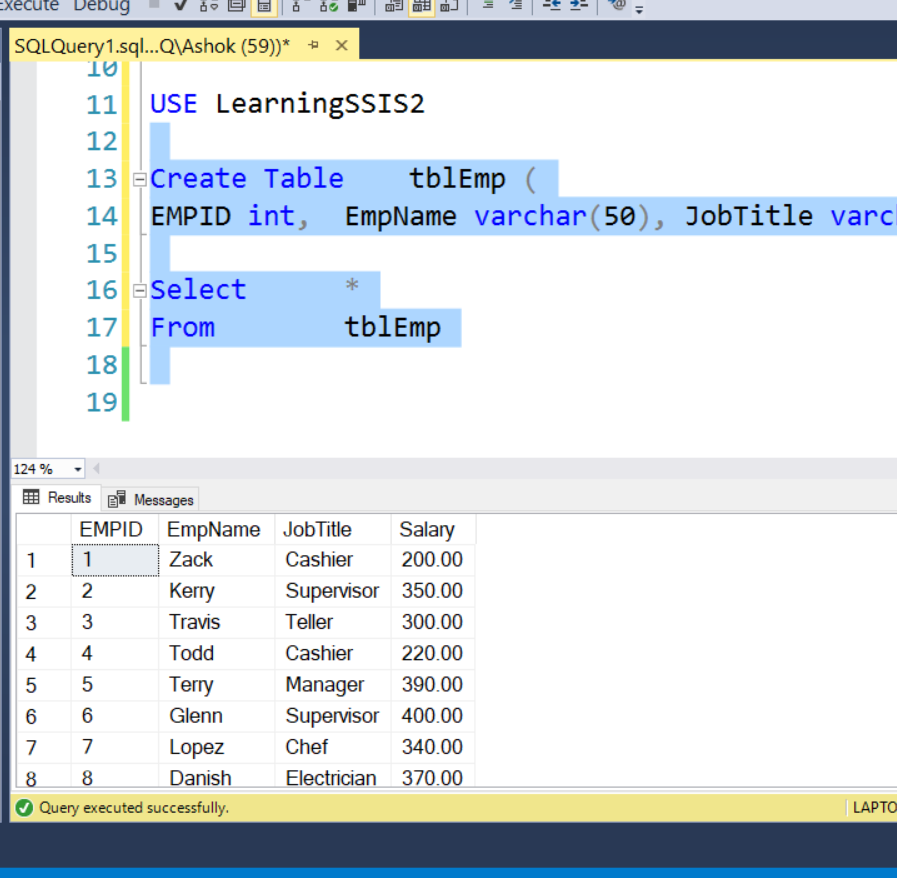 Execute Debug
SQLQuery1.sql...Q\Ashok (59))*
10
11 USE LearningSSIS2
12
13 Create Table tblEmp (
14 EMPID int, EmpName varchar(50), JobTitle varc
15
16 Select *
17 From tblEmp
18
19
124 %
Results Messages
EMPID EmpName JobTitle Salary
1 1 Zack Cashier 200.00
2 2 Kerry Supervisor 350.00
3 3 Travis Teller 300.00
4 4 Todd Cashier 220.00
5 5 Terry Manager 390.00
6 6 Glenn Supervisor 400.00
7 7 Lopez Chef 340.00
8 8 Danish Electrician 370.00
Query executed successfully. LAPTO